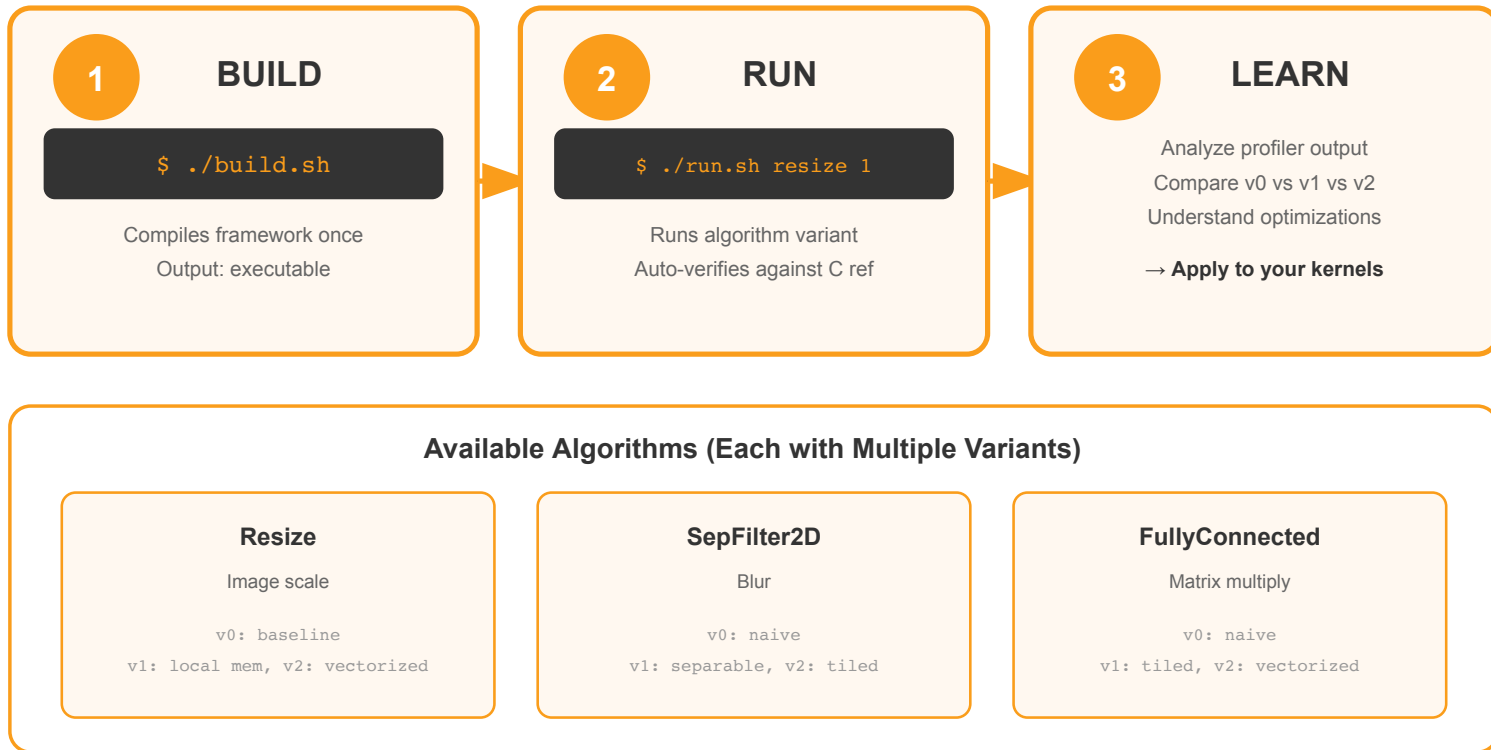 1
BUILD
$ ./build.sh
Compiles framework once
Output: executable
2
RUN
$ ./run.sh resize 1
Runs algorithm variant
Auto-verifies against C ref
3
LEARN
Analyze profiler output
Compare v0 vs v1 vs v2
Understand optimizations
→ Apply to your kernels
Available Algorithms (Each with Multiple Variants)
Resize
Image scale
v0: baseline
v1: local mem, v2: vectorized
SepFilter2D
Blur
v0: naive
v1: separable, v2: tiled
FullyConnected
Matrix multiply
v0: naive
v1: tiled, v2: vectorized